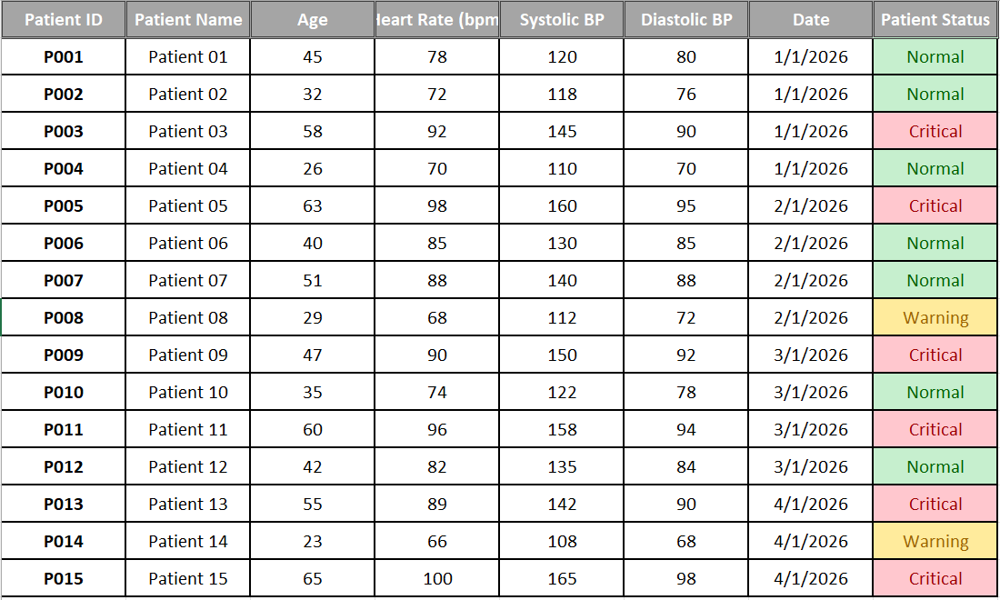 Patient ID Patient Name Age Heart Rate (bpm Systolic BP Diastolic BP Date Patient Status
P001 Patient 01 45 78 120 80 1/1/2026 Normal
P002 Patient 02 32 72 118 76 1/1/2026 Normal
P003 Patient 03 58 92 145 90 1/1/2026 Critical
P004 Patient 04 26 70 110 70 1/1/2026 Normal
P005 Patient 05 63 98 160 95 2/1/2026 Critical
P006 Patient 06 40 85 130 85 2/1/2026 Normal
P007 Patient 07 51 88 140 88 2/1/2026 Normal
P008 Patient 08 29 68 112 72 2/1/2026 Warning
P009 Patient 09 47 90 150 92 3/1/2026 Critical
P010 Patient 10 35 74 122 78 3/1/2026 Normal
P011 Patient 11 60 96 158 94 3/1/2026 Critical
P012 Patient 12 42 82 135 84 3/1/2026 Normal
P013 Patient 13 55 89 142 90 4/1/2026 Critical
P014 Patient 14 23 66 108 68 4/1/2026 Warning
P015 Patient 15 65 100 165 98 4/1/2026 Critical